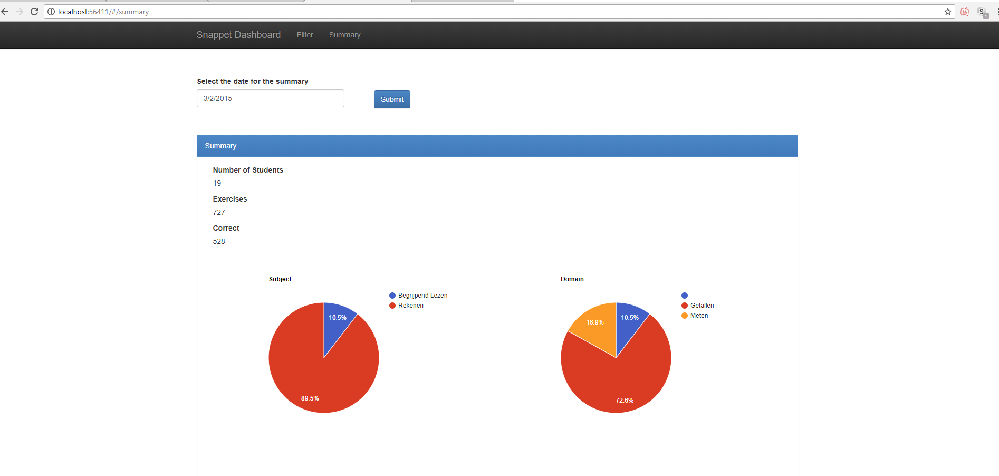 localhost:56411/#/summary
S
1
Snappet Dashboard Filter Summary
Select the date for the summary
3/2/2015
Submit
Summary
Number of Students
19
Exercises
727
Correct
528
Subject
Begrijpend Lezen
Rekenen
10.5%
89.5%
Domain
-
Getallen
Meten
16.9%
10.5%
72.6%